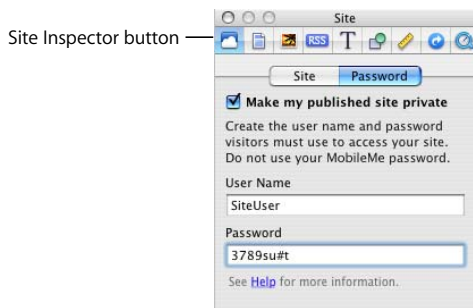 Site
Site Inspector button
RSS
T
Site Password
Make my published site private
Create the user name and password
visitors must use to access your site.
Do not use your MobileMe password.
User Name
SiteUser
Password
3789su#t
See Help for more information.